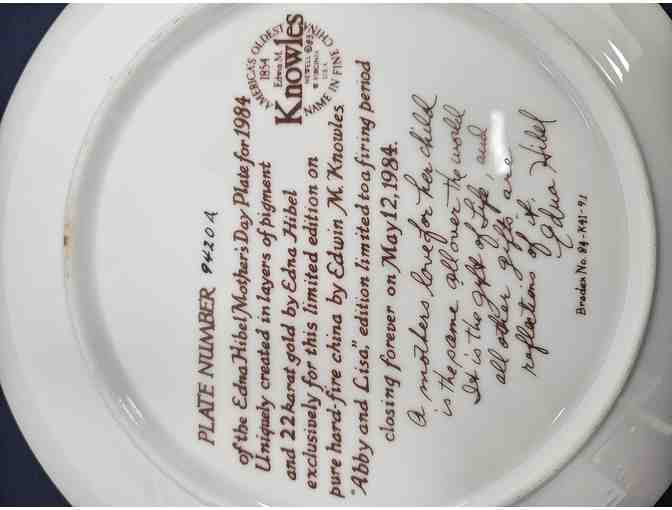 AMERICA'S OLDEST
1854
Edwin M.
Knowles
NEWELL
W. VIRGINIA
U.S.A.
NAME IN FINE CHINA
PLATE NUMBER 9420A
of the Edna Hibel Mother's Day Plate for 1984
Uniquely created in layers of pigment
and 22 karat gold by Edna Hibel
exclusively for this limited edition on
pure hard-fire china by Edwin M. Knowles.
"Abby and Lisa," edition limited to a firing period
closing forever on May 12, 1984.
A mothers love for her child
is the same all over the world
It is the gift of life, and
all other gifts are
reflections of it.
Edna Hibel
Bradex No. 84-K41-9.1